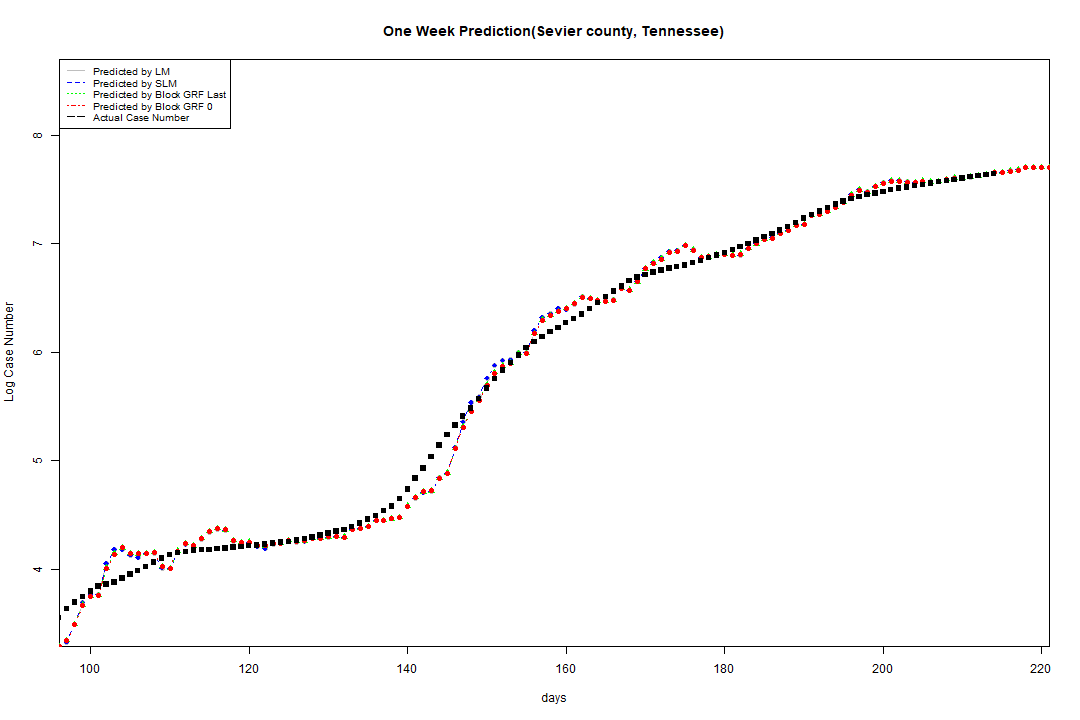 One Week Prediction(Sevier county, Tennessee)
Predicted by LM
Predicted by SLM
Predicted by Block GRF Last
Predicted by Block GRF 0
Actual Case Number
8
7
6
5
4
Log Case Number
100 120 140 160 180 200 220
days